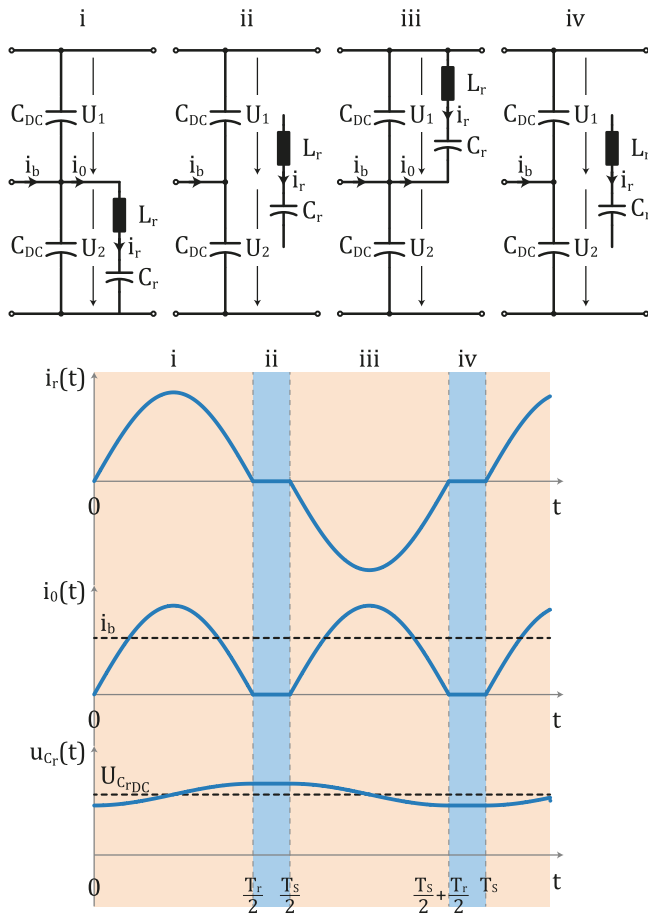 i ii iii iv
C_DC U_1 C_DC U_1 C_DC U_1 L_r C_DC U_1
i_r
C_r
L_r L_r
i_b i_0 i_b i_r i_b i_0 i_b i_r
L_r C_r C_r
C_DC U_2 i_r C_DC U_2 C_DC U_2 C_DC U_2
C_r
i ii iii iv
i_r(t)
0 t
i_0(t)
i_b
0 t
u_Cr(t)
U_CrDC
0 T_r/2 T_S/2 T_S/2+T_r/2 T_S t